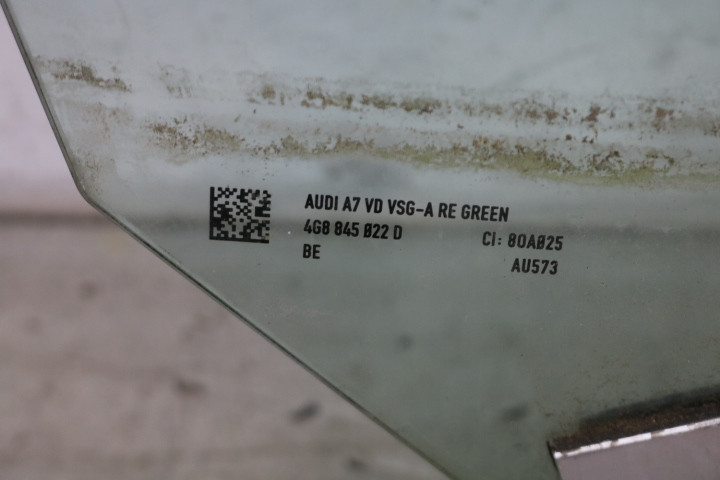 AUDI A7 VD VSG-A RE GREEN
4G8 845 022 D CI: 80A025
BE AU573